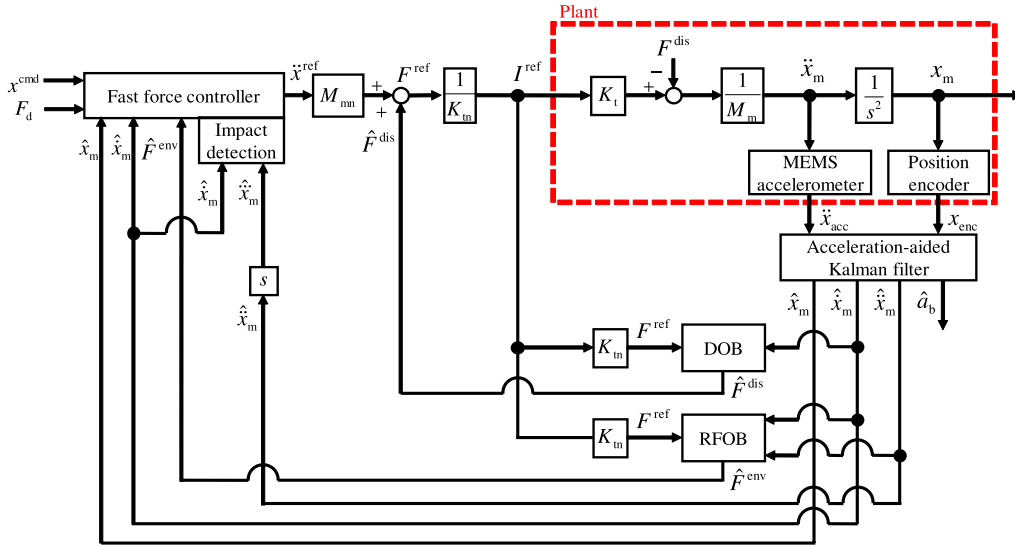 Plant
x^cmd
F_d
Fast force controller
Impact
detection
ẍ^ref
M_mn
+
+
F^ref
F̂^dis
1
K_tn
I^ref
K_t
+
−
F^dis
1
M_m
ẍ_m
1
s²
x_m
MEMS
accelerometer
Position
encoder
ẍ_acc
x_enc
Acceleration-aided
Kalman filter
x̂_m
ẋ̂_m
F̂^env
ẋ̂_m
x⃛̂_m
s
ẍ̂_m
x̂_m
ẋ̂_m
ẍ̂_m
â_b
K_tn
F^ref
DOB
F̂^dis
K_tn
F^ref
RFOB
F̂^env